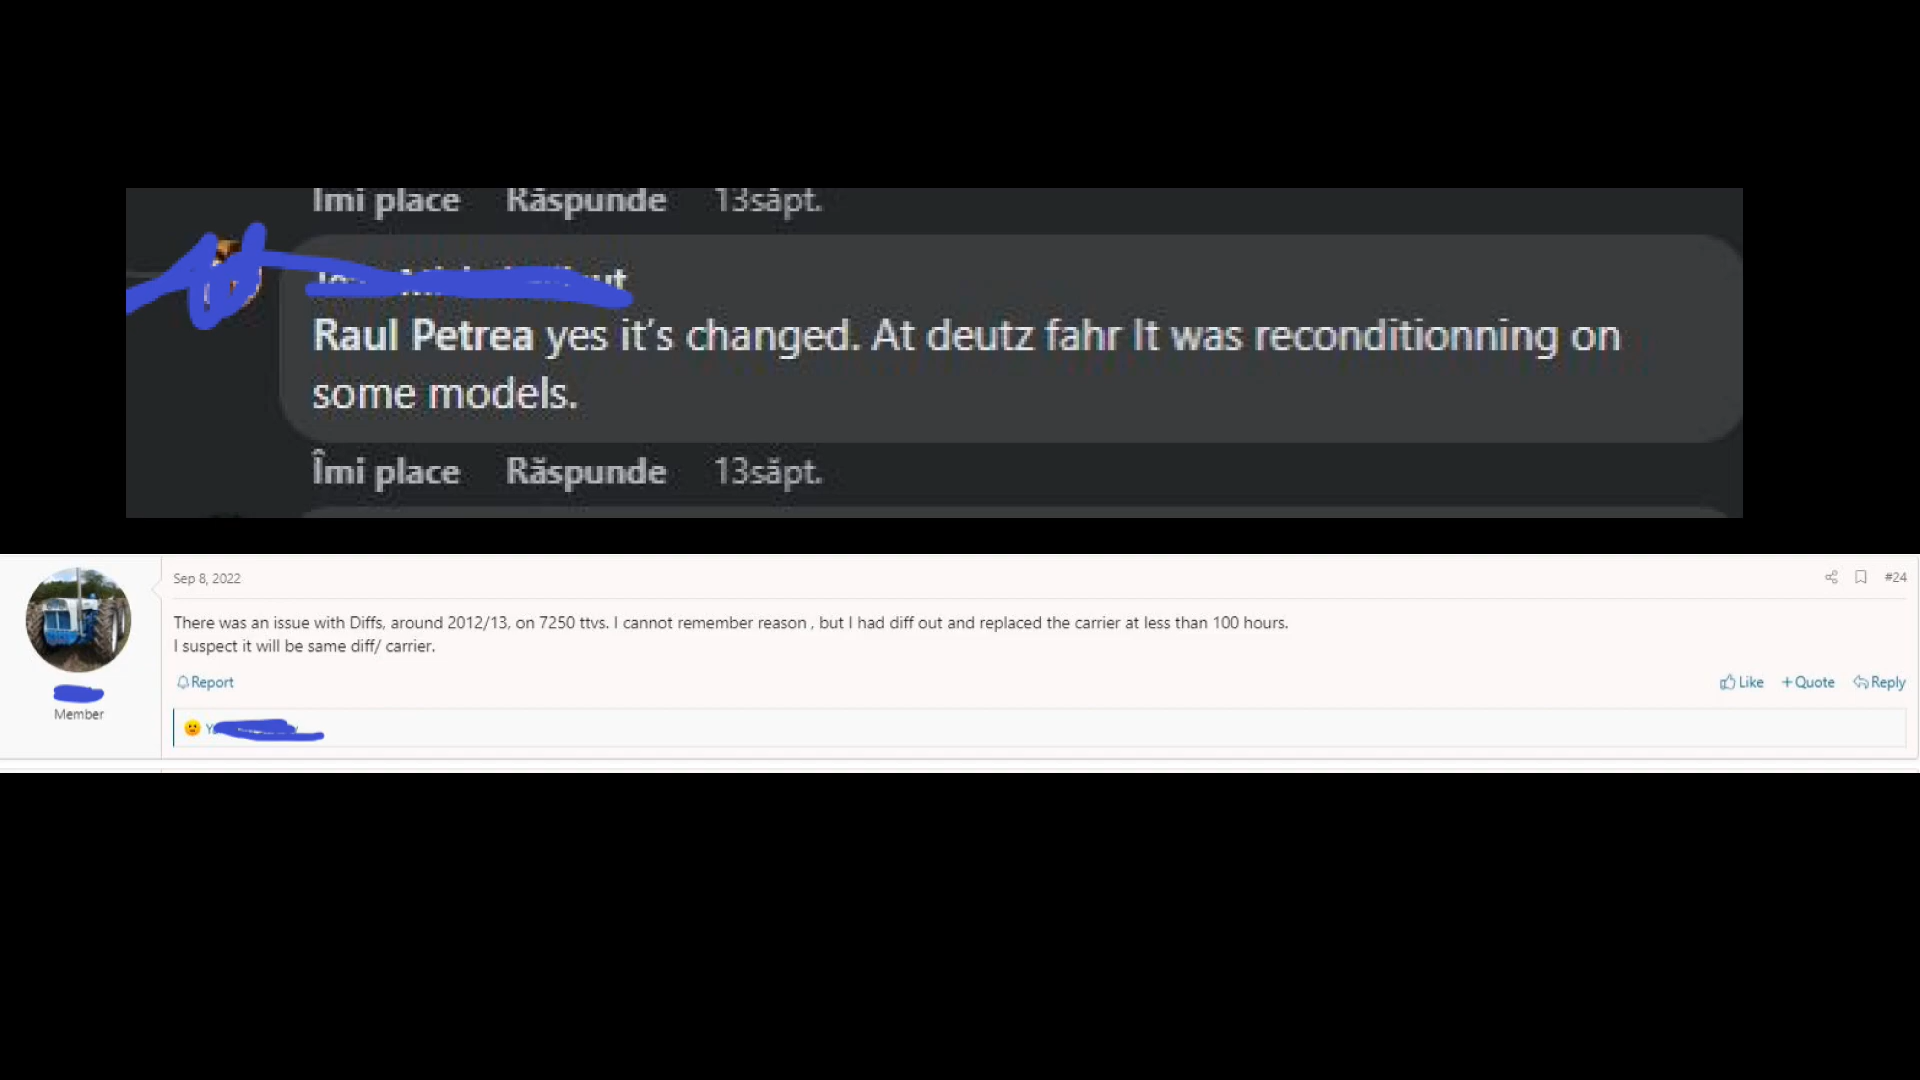 Îmi place Răspunde 13săpt.
Raul Petrea yes it's changed. At deutz fahr It was reconditionning on
some models.
Îmi place Răspunde 13săpt.
Sep 8, 2022
#24
There was an issue with Diffs, around 2012/13, on 7250 ttvs. I cannot remember reason , but I had diff out and replaced the carrier at less than 100 hours.
I suspect it will be same diff/ carrier.
Report
Like +Quote Reply
Member